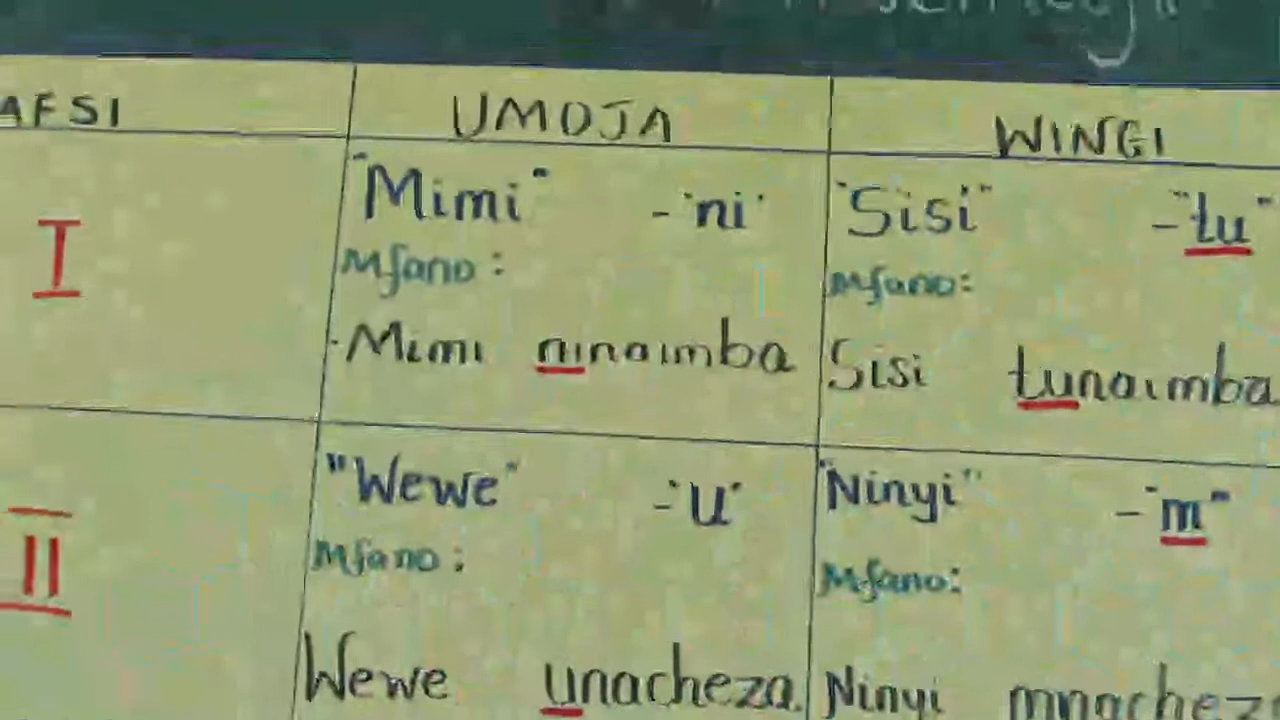 AFSI UMOJA WINGI
I "Mimi" - "ni" "Sisi" - "tu"
Mfano: Mfano:
Mimi ninaimba Sisi tunaimba
II "Wewe" - "U" "Ninyi" - "m"
Mfano: Mfano:
Wewe unacheza Ninyi mnachez